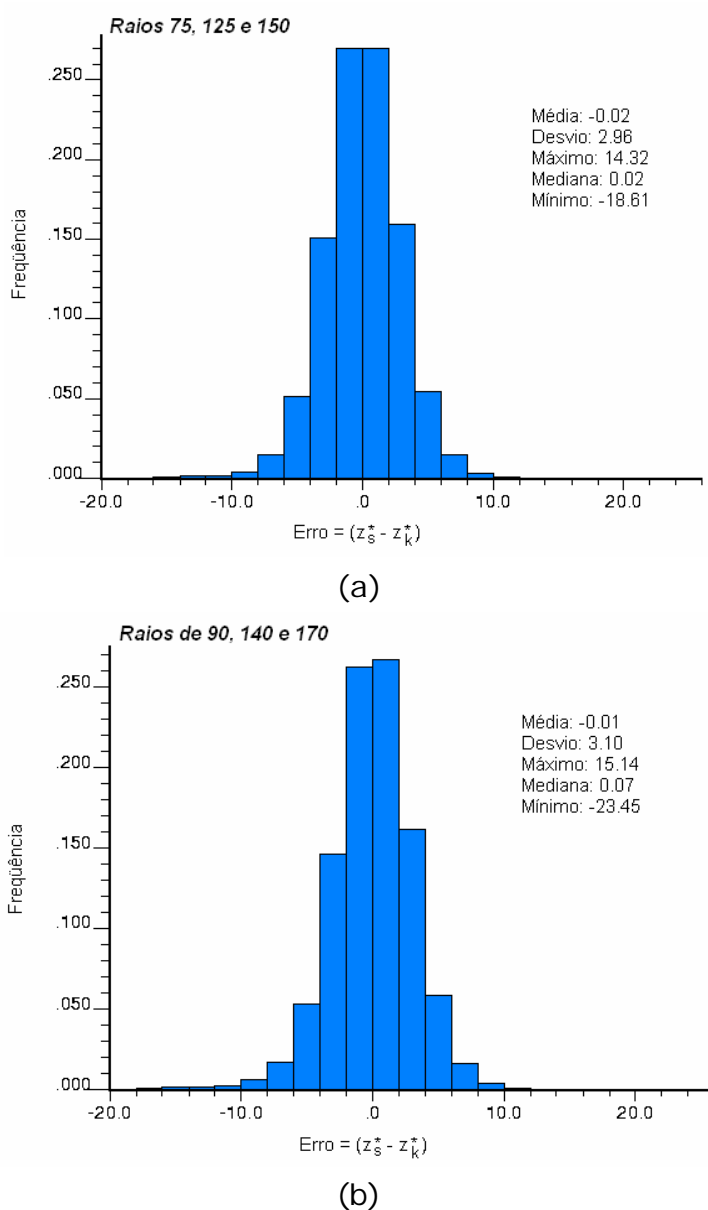 Raios 75, 125 e 150
.250
.200
.150
.100
.050
.000
Freqüência
Média: -0.02
Desvio: 2.96
Máximo: 14.32
Mediana: 0.02
Mínimo: -18.61
-20.0 -10.0 .0 10.0 20.0
Erro = (z*s - z*k)
(a)
Raios de 90, 140 e 170
.250
.200
.150
.100
.050
.000
Freqüência
Média: -0.01
Desvio: 3.10
Máximo: 15.14
Mediana: 0.07
Mínimo: -23.45
-20.0 -10.0 .0 10.0 20.0
Erro = (z*s - z*k)
(b)